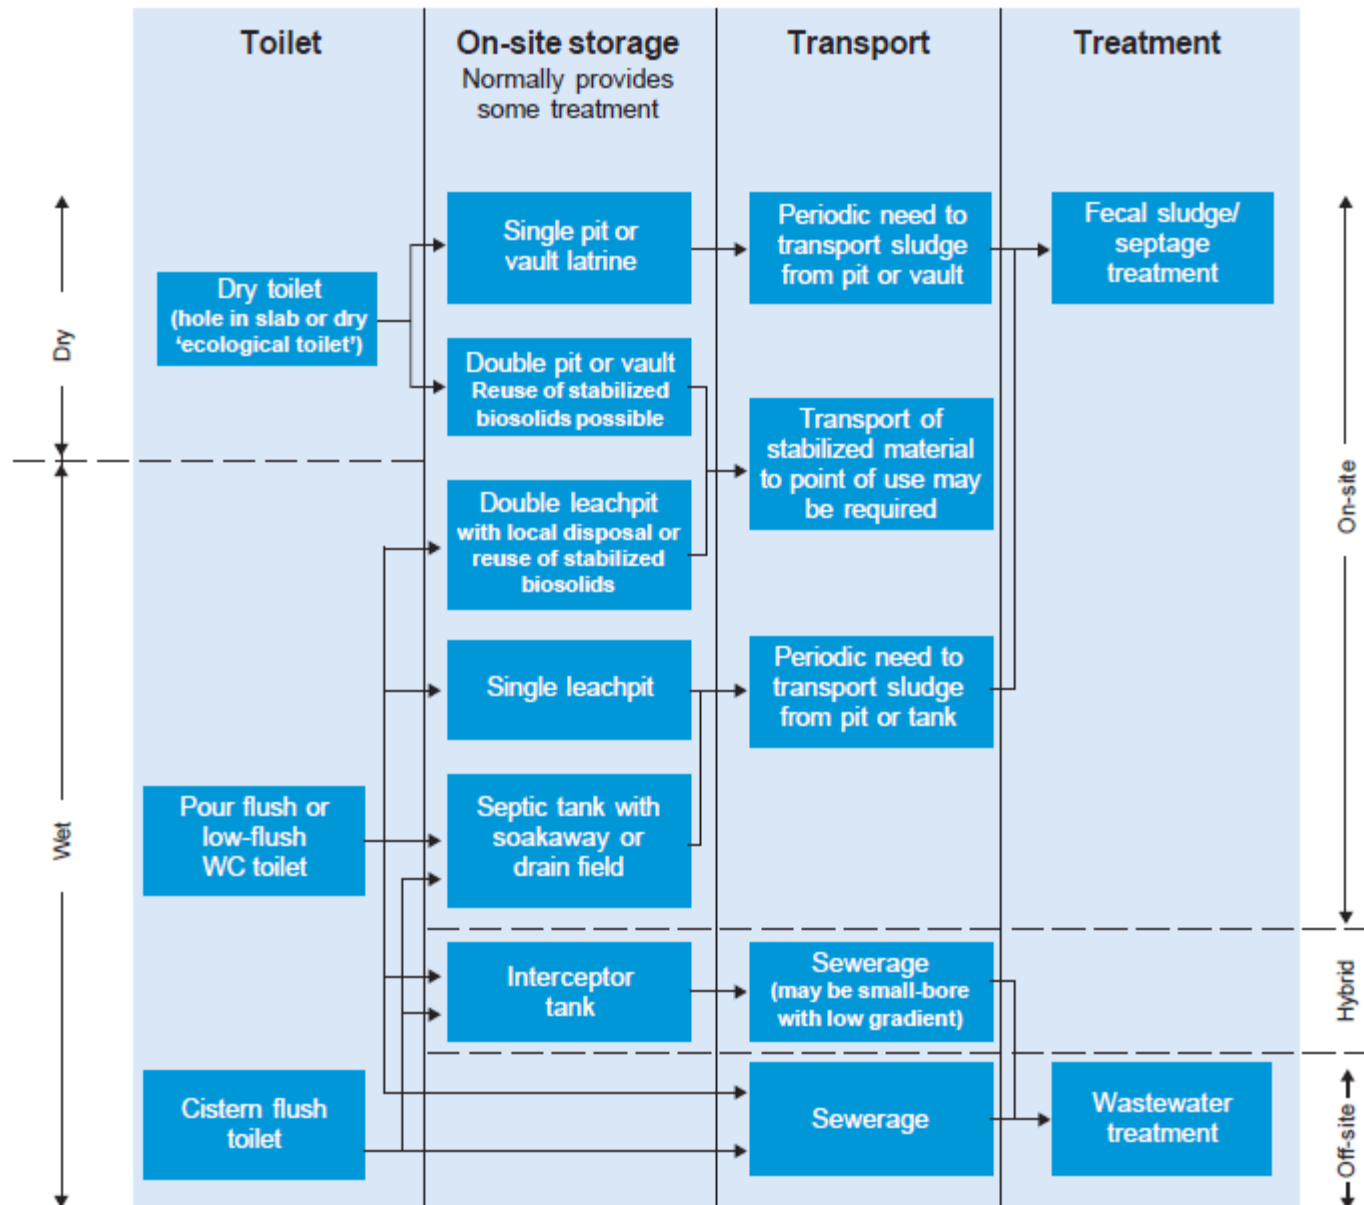 Toilet
On-site storage
Normally provides
some treatment
Transport
Treatment
Dry
Wet
Dry toilet
(hole in slab or dry
‘ecological toilet’)
Pour flush or
low-flush
WC toilet
Cistern flush
toilet
Single pit or
vault latrine
Double pit or vault
Reuse of stabilized
biosolids possible
Double leachpit
with local disposal or
reuse of stabilized
biosolids
Single leachpit
Septic tank with
soakaway or
drain field
Interceptor
tank
Periodic need to
transport sludge
from pit or vault
Transport of
stabilized material
to point of use may
be required
Periodic need to
transport sludge
from pit or tank
Sewerage
(may be small-bore
with low gradient)
Sewerage
Fecal sludge/
septage
treatment
Wastewater
treatment
On-site
Hybrid
Off-site